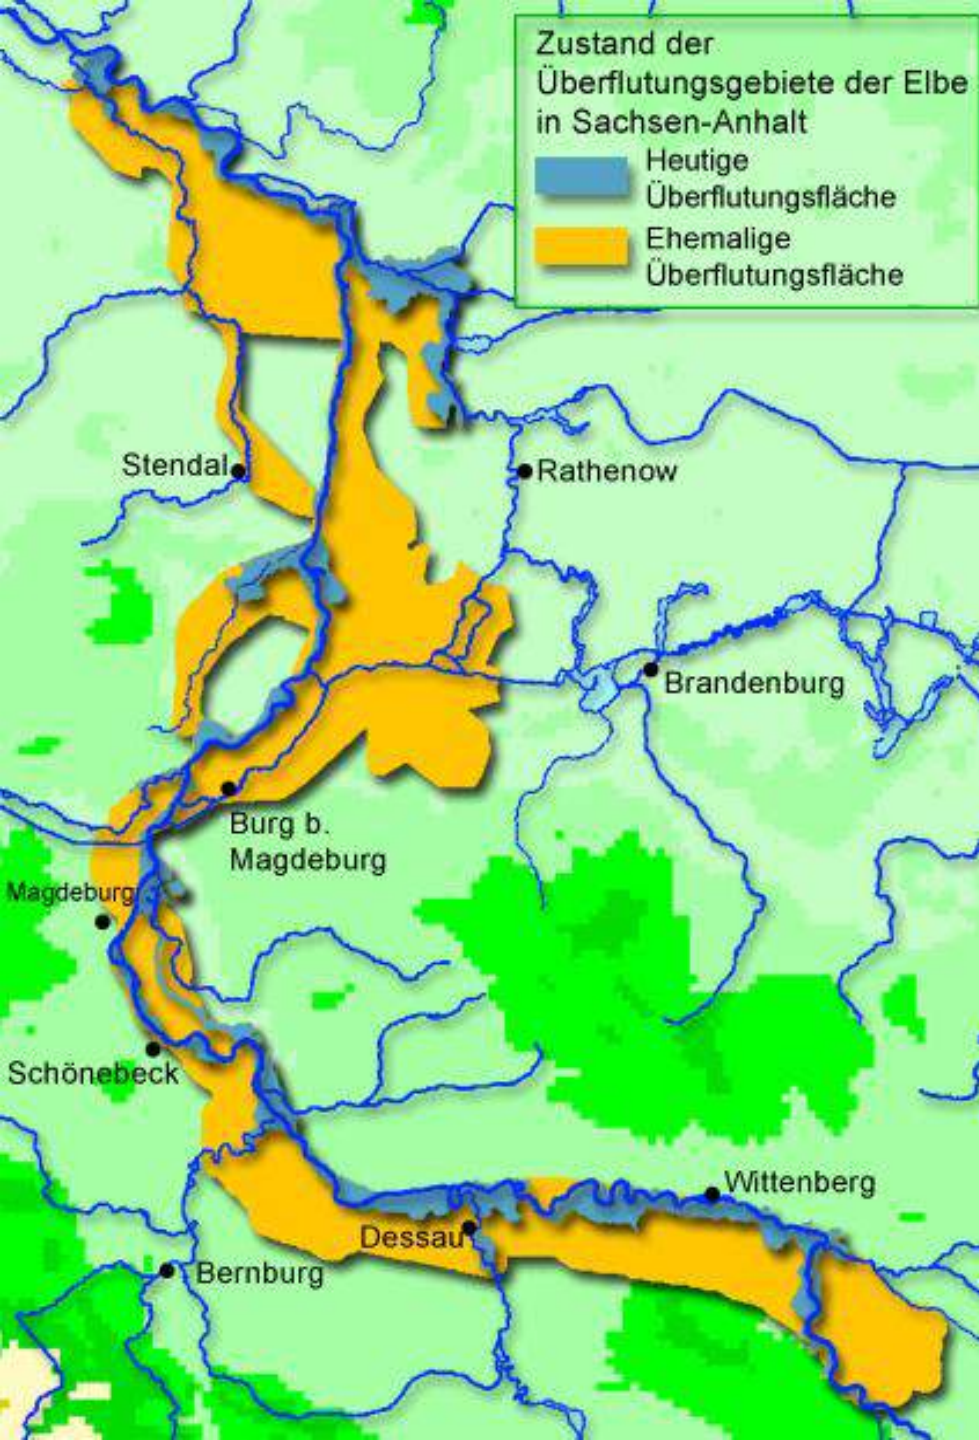 Zustand der
Überflutungsgebiete der Elbe
in Sachsen-Anhalt
Heutige
Überflutungsfläche
Ehemalige
Überflutungsfläche
Stendal
Rathenow
Brandenburg
Burg b.
Magdeburg
Magdeburg
Schönebeck
Wittenberg
Dessau
Bernburg